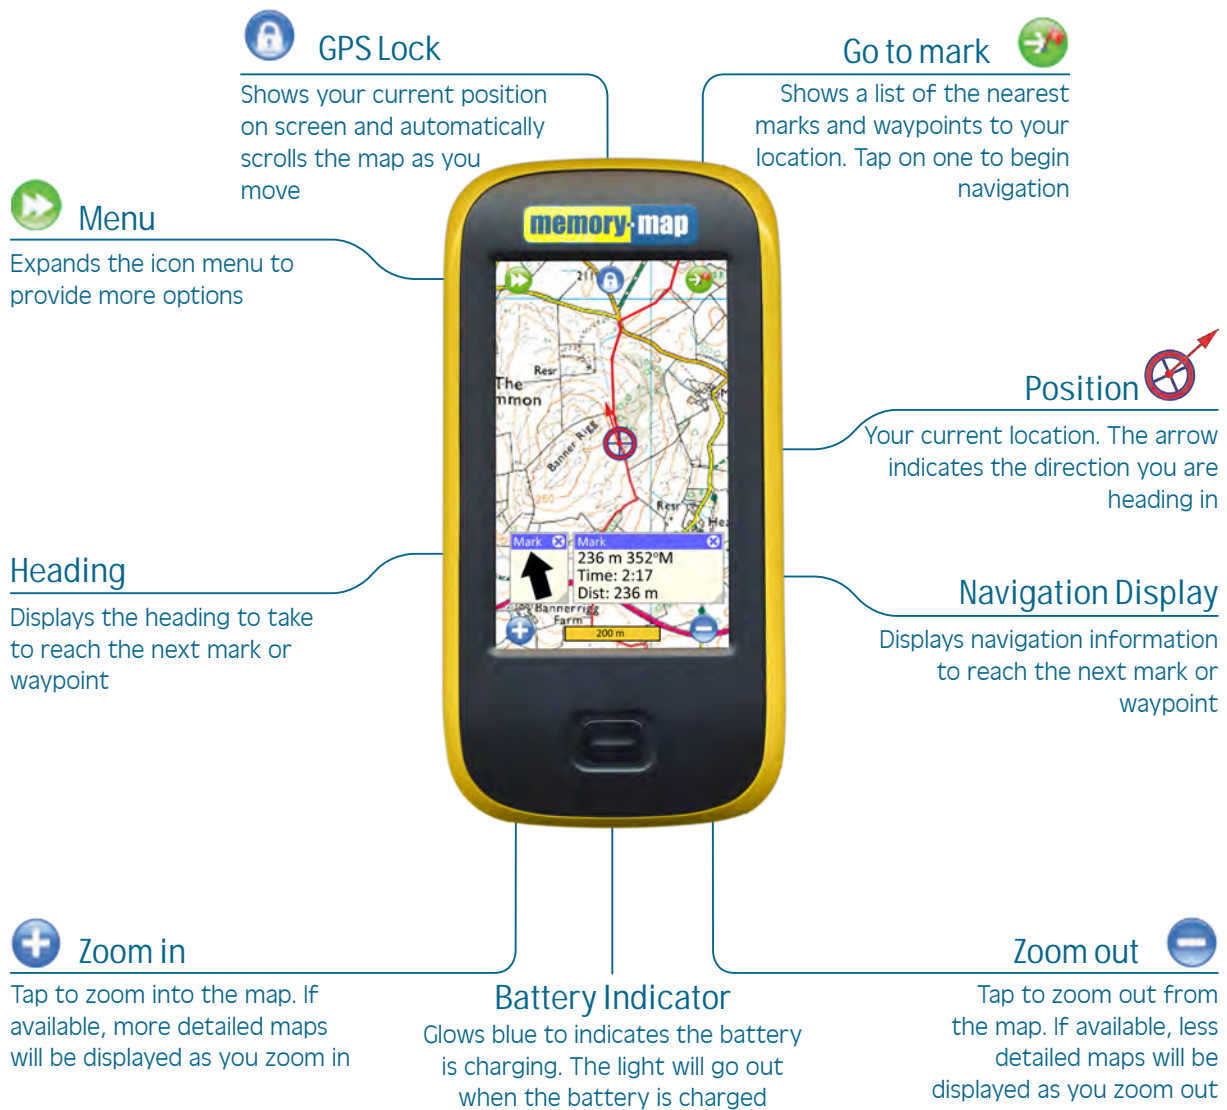 GPS Lock
Shows your current position
on screen and automatically
scrolls the map as you
move
Go to mark
Shows a list of the nearest
marks and waypoints to your
location. Tap on one to begin
navigation
Menu
Expands the icon menu to
provide more options
memory-map
211
Resr
The
mmon
Banner Rigg
250
Resr
Hea
Mark
Mark
236 m 352°M
Time: 2:17
Dist: 236 m
Bannerrigg
Farm
200 m
Position
Your current location. The arrow
indicates the direction you are
heading in
Heading
Displays the heading to take
to reach the next mark or
waypoint
Navigation Display
Displays navigation information
to reach the next mark or
waypoint
Zoom in
Tap to zoom into the map. If
available, more detailed maps
will be displayed as you zoom in
Battery Indicator
Glows blue to indicates the battery
is charging. The light will go out
when the battery is charged
Zoom out
Tap to zoom out from
the map. If available, less
detailed maps will be
displayed as you zoom out